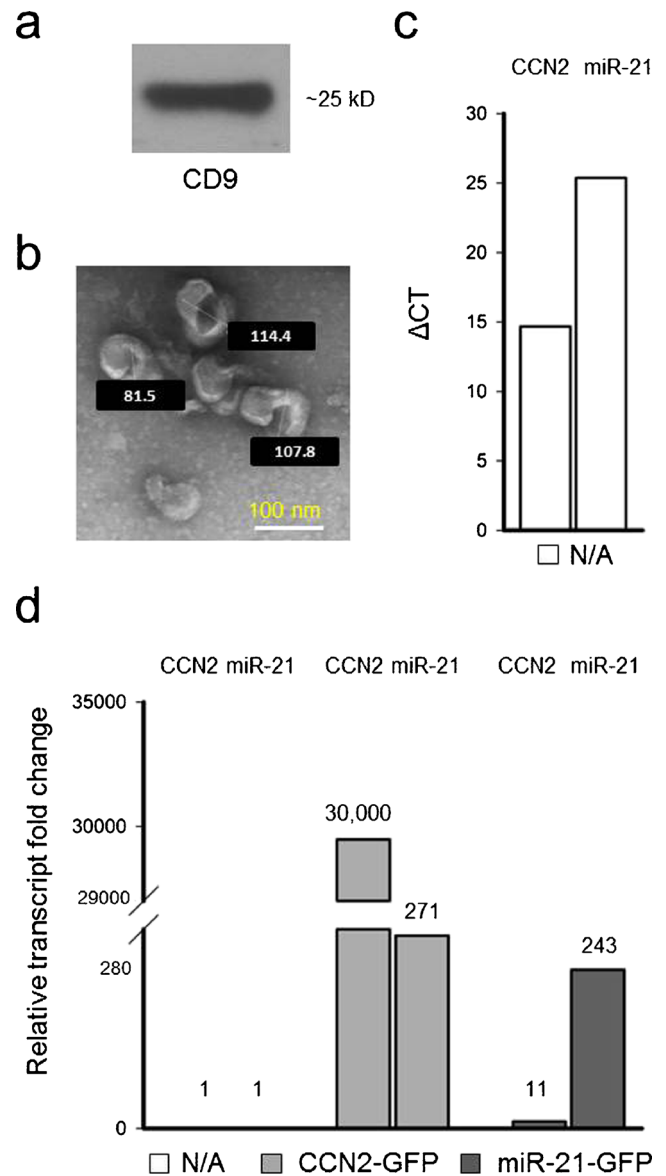 a
~25 kD
CD9
b
114.4
81.5
107.8
100 nm
c
CCN2 miR-21
30
25
20
15
10
5
0
ΔCT
N/A
d
CCN2 miR-21 CCN2 miR-21 CCN2 miR-21
Relative transcript fold change
35000
30000
29000
280
0
1 1
30,000
271
11
243
N/A CCN2-GFP miR-21-GFP